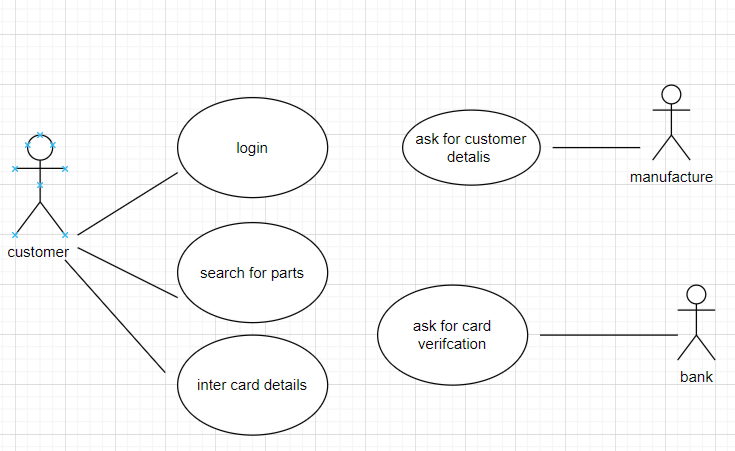 login
ask for customer
detalis
manufacture
customer
search for parts
ask for card
verifcation
inter card details
bank